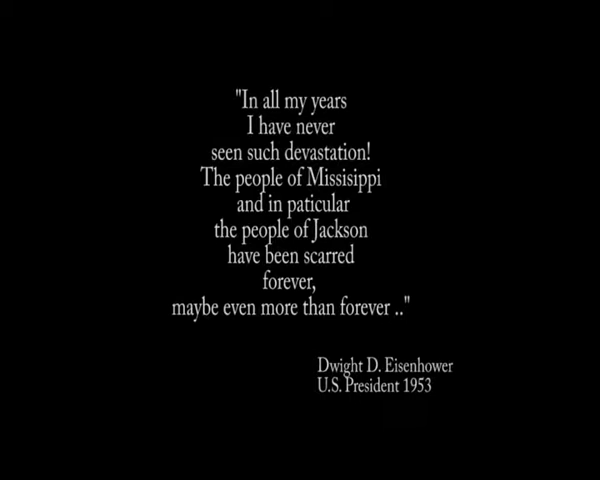 "In all my years
I have never
seen such devastation!
The people of Missisippi
and in paticular
the people of Jackson
have been scarred
forever,
maybe even more than forever .."
Dwight D. Eisenhower
U.S. President 1953